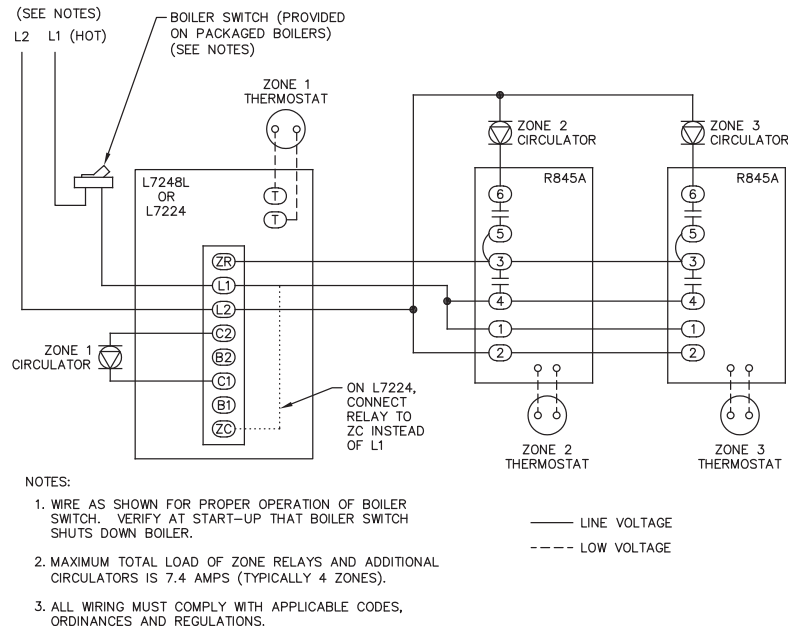 (SEE NOTES)
L2 L1 (HOT)
BOILER SWITCH (PROVIDED
ON PACKAGED BOILERS)
(SEE NOTES)
ZONE 1
THERMOSTAT
L7248L
OR
L7224
T
T
ZR
L1
L2
C2
B2
C1
B1
ZC
ZONE 1
CIRCULATOR
ON L7224,
CONNECT
RELAY TO
ZC INSTEAD
OF L1
ZONE 2
CIRCULATOR
R845A
6
5
3
4
1
2
ZONE 2
THERMOSTAT
ZONE 3
CIRCULATOR
R845A
6
5
3
4
1
2
ZONE 3
THERMOSTAT
NOTES:
1. WIRE AS SHOWN FOR PROPER OPERATION OF BOILER
SWITCH. VERIFY AT START-UP THAT BOILER SWITCH
SHUTS DOWN BOILER.
2. MAXIMUM TOTAL LOAD OF ZONE RELAYS AND ADDITIONAL
CIRCULATORS IS 7.4 AMPS (TYPICALLY 4 ZONES).
3. ALL WIRING MUST COMPLY WITH APPLICABLE CODES,
ORDINANCES AND REGULATIONS.
LINE VOLTAGE
LOW VOLTAGE